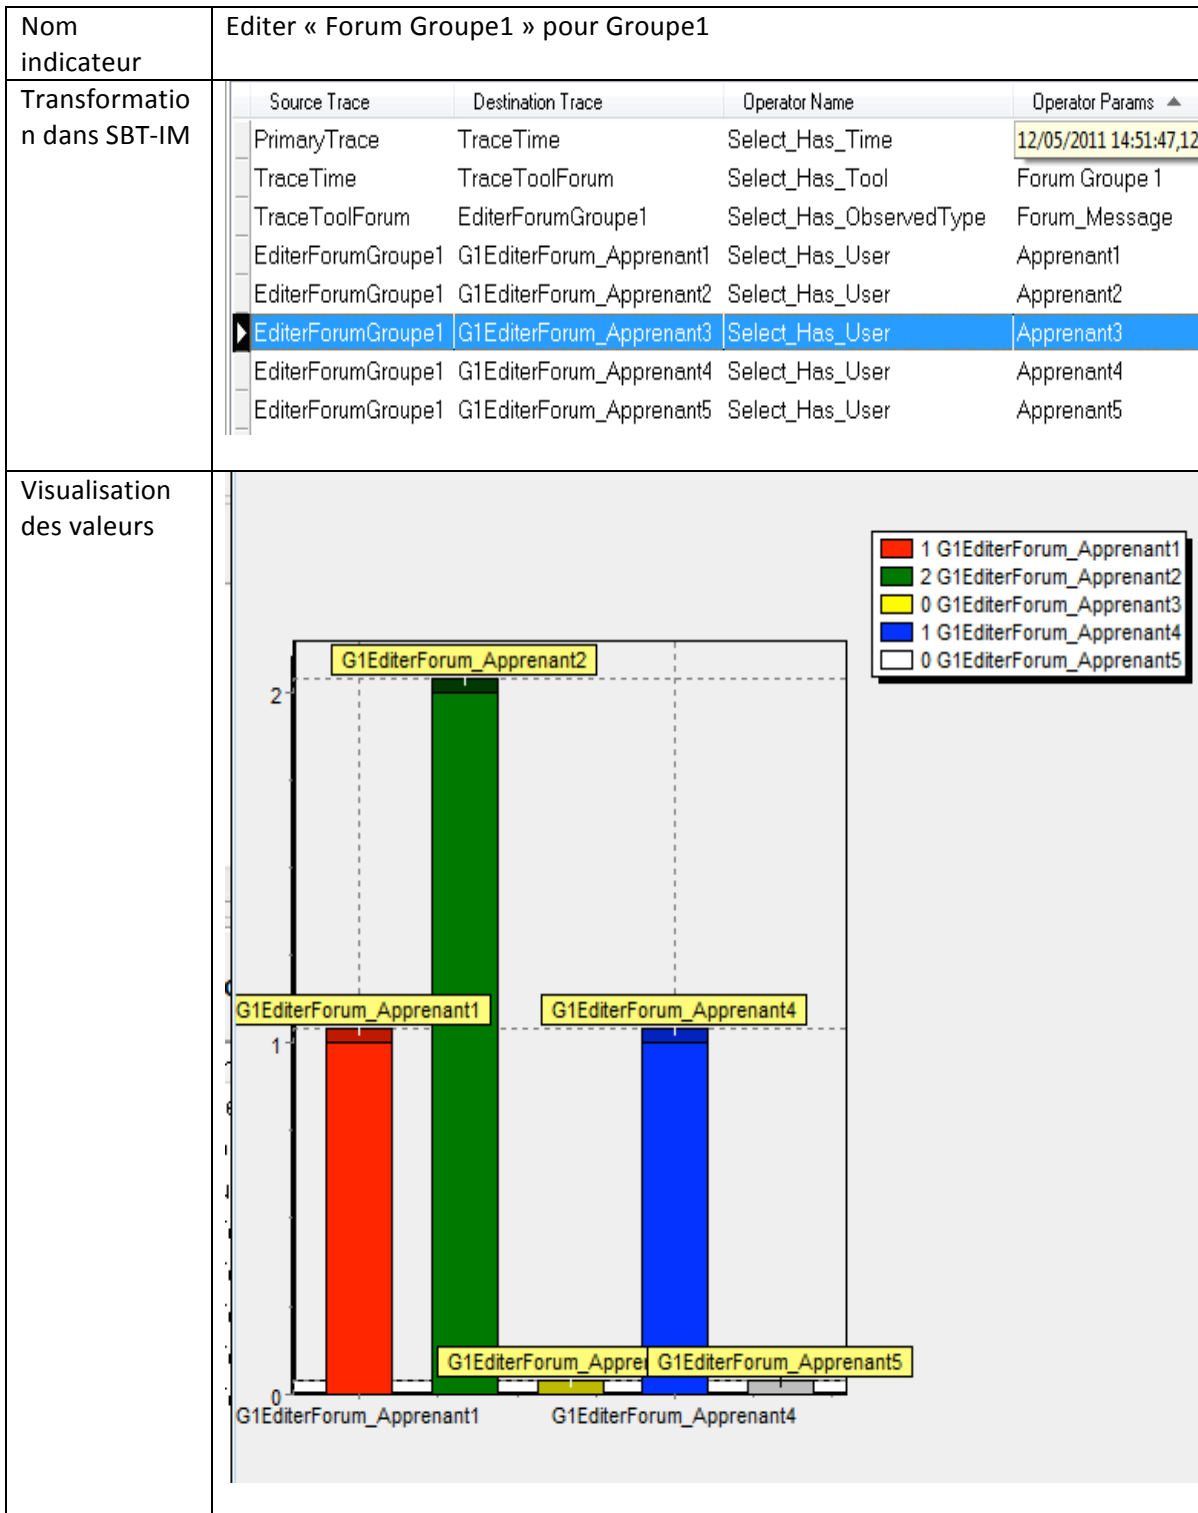 Nom
indicateur
Editer « Forum Groupe1 » pour Groupe1
Transformatio
n dans SBT-IM
Source Trace Destination Trace Operator Name Operator Params
PrimaryTrace TraceTime Select_Has_Time 12/05/2011 14:51:47,12
TraceTime TraceToolForum Select_Has_Tool Forum Groupe 1
TraceToolForum EditerForumGroupe1 Select_Has_ObservedType Forum_Message
EditerForumGroupe1 G1EditerForum_Apprenant1 Select_Has_User Apprenant1
EditerForumGroupe1 G1EditerForum_Apprenant2 Select_Has_User Apprenant2
EditerForumGroupe1 G1EditerForum_Apprenant3 Select_Has_User Apprenant3
EditerForumGroupe1 G1EditerForum_Apprenant4 Select_Has_User Apprenant4
EditerForumGroupe1 G1EditerForum_Apprenant5 Select_Has_User Apprenant5
Visualisation
des valeurs
1 G1EditerForum_Apprenant1
2 G1EditerForum_Apprenant2
0 G1EditerForum_Apprenant3
1 G1EditerForum_Apprenant4
0 G1EditerForum_Apprenant5
G1EditerForum_Apprenant2
2
G1EditerForum_Apprenant1 G1EditerForum_Apprenant4
1
G1EditerForum_Apprer G1EditerForum_Apprenant5
0
G1EditerForum_Apprenant1 G1EditerForum_Apprenant4